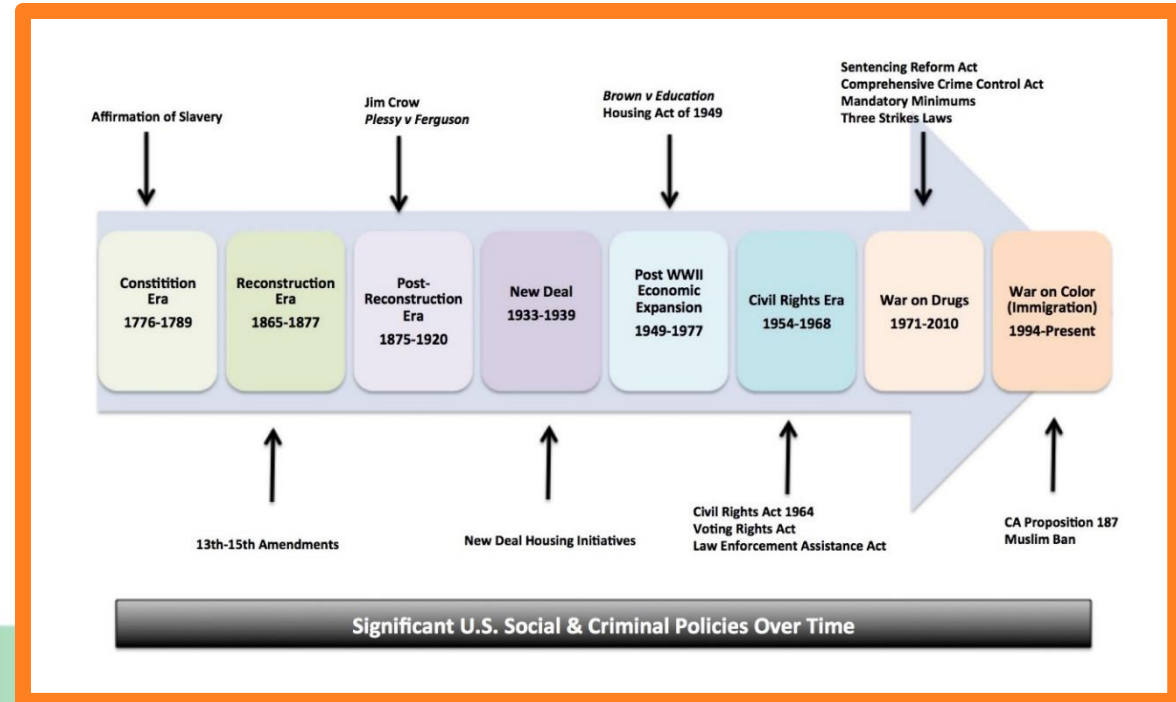 Affirmation of Slavery
Jim Crow
Plessy v Ferguson
Brown v Education
Housing Act of 1949
Sentencing Reform Act
Comprehensive Crime Control Act
Mandatory Minimums
Three Strikes Laws
Constitition
Era
1776-1789
Reconstruction
Era
1865-1877
Post-
Reconstruction
Era
1875-1920
New Deal
1933-1939
Post WWII
Economic
Expansion
1949-1977
Civil Rights Era
1954-1968
War on Drugs
1971-2010
War on Color
(Immigration)
1994-Present
13th-15th Amendments
New Deal Housing Initiatives
Civil Rights Act 1964
Voting Rights Act
Law Enforcement Assistance Act
CA Proposition 187
Muslim Ban
Significant U.S. Social & Criminal Policies Over Time